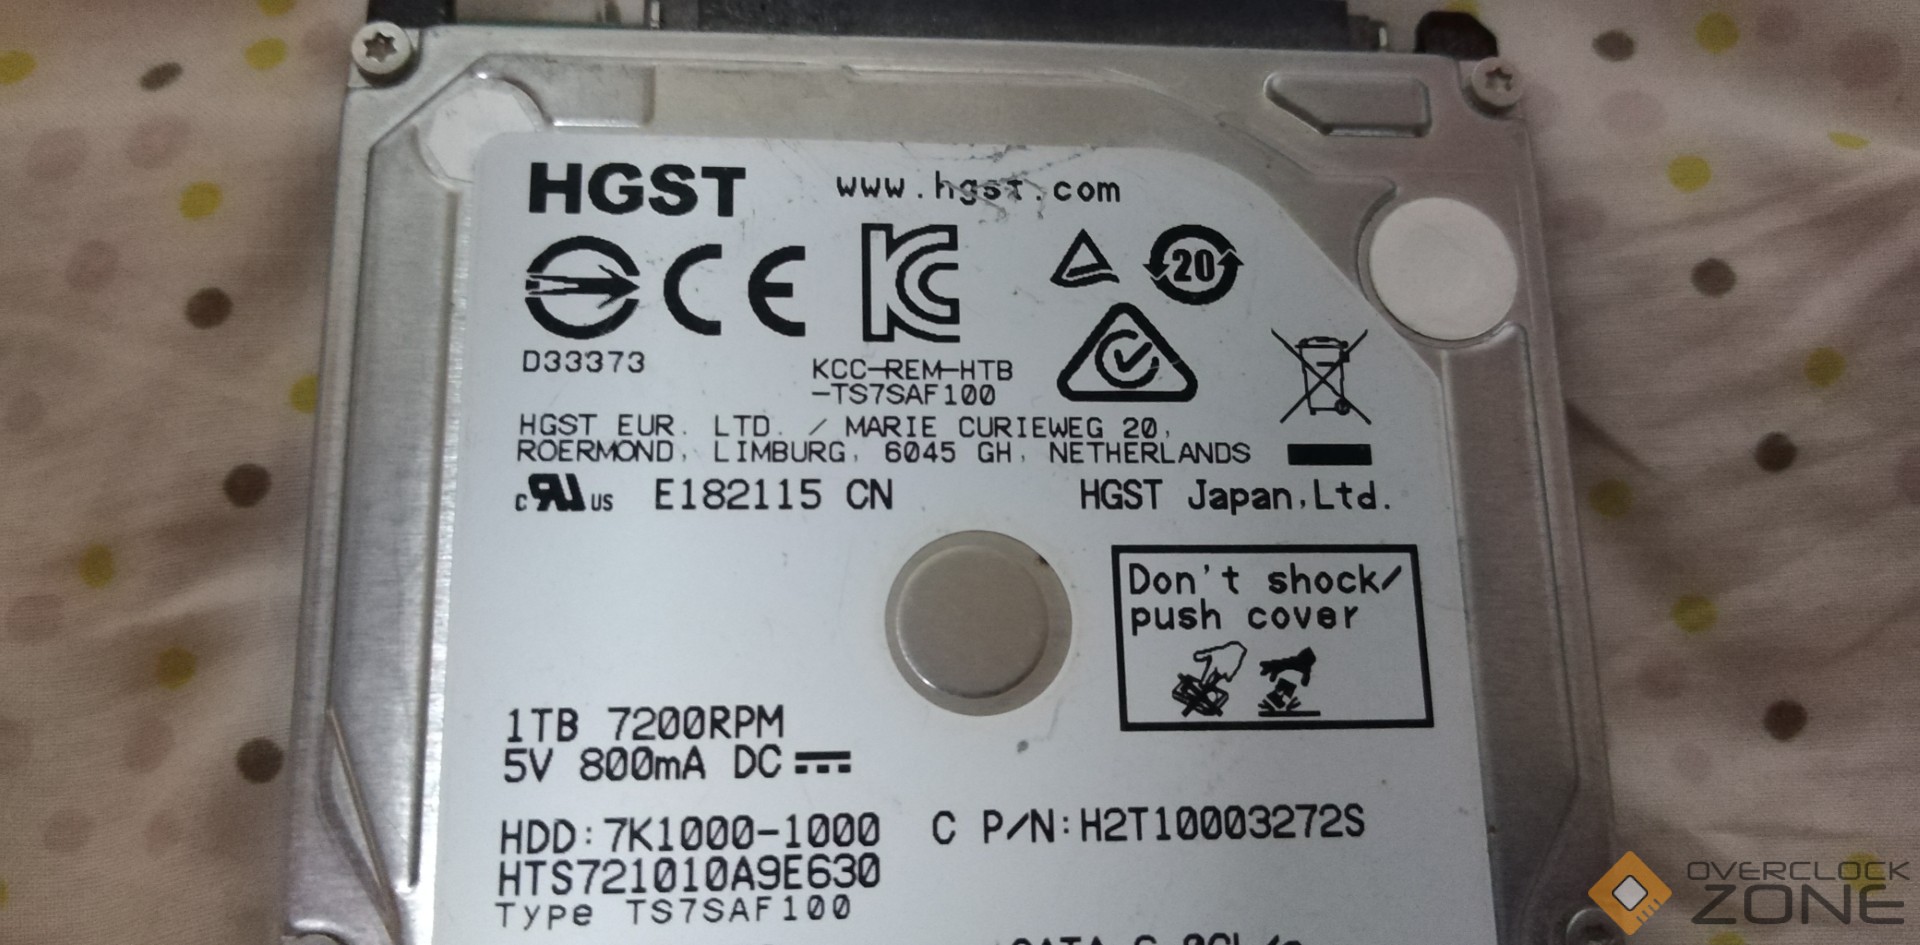 HGST www.hgst.com
20
D33373
KCC-REM-HTB
-TS7SAF100
HGST EUR. LTD. / MARIE CURIEWEG 20,
ROERMOND, LIMBURG, 6045 GH, NETHERLANDS
c US E182115 CN HGST Japan,Ltd.
Don't shock/
push cover
1TB 7200RPM
5V 800mA DC
HDD:7K1000-1000 C P/N:H2T10003272S
HTS721010A9E630
Type TS7SAF100
OVERCLOCK
ZONE